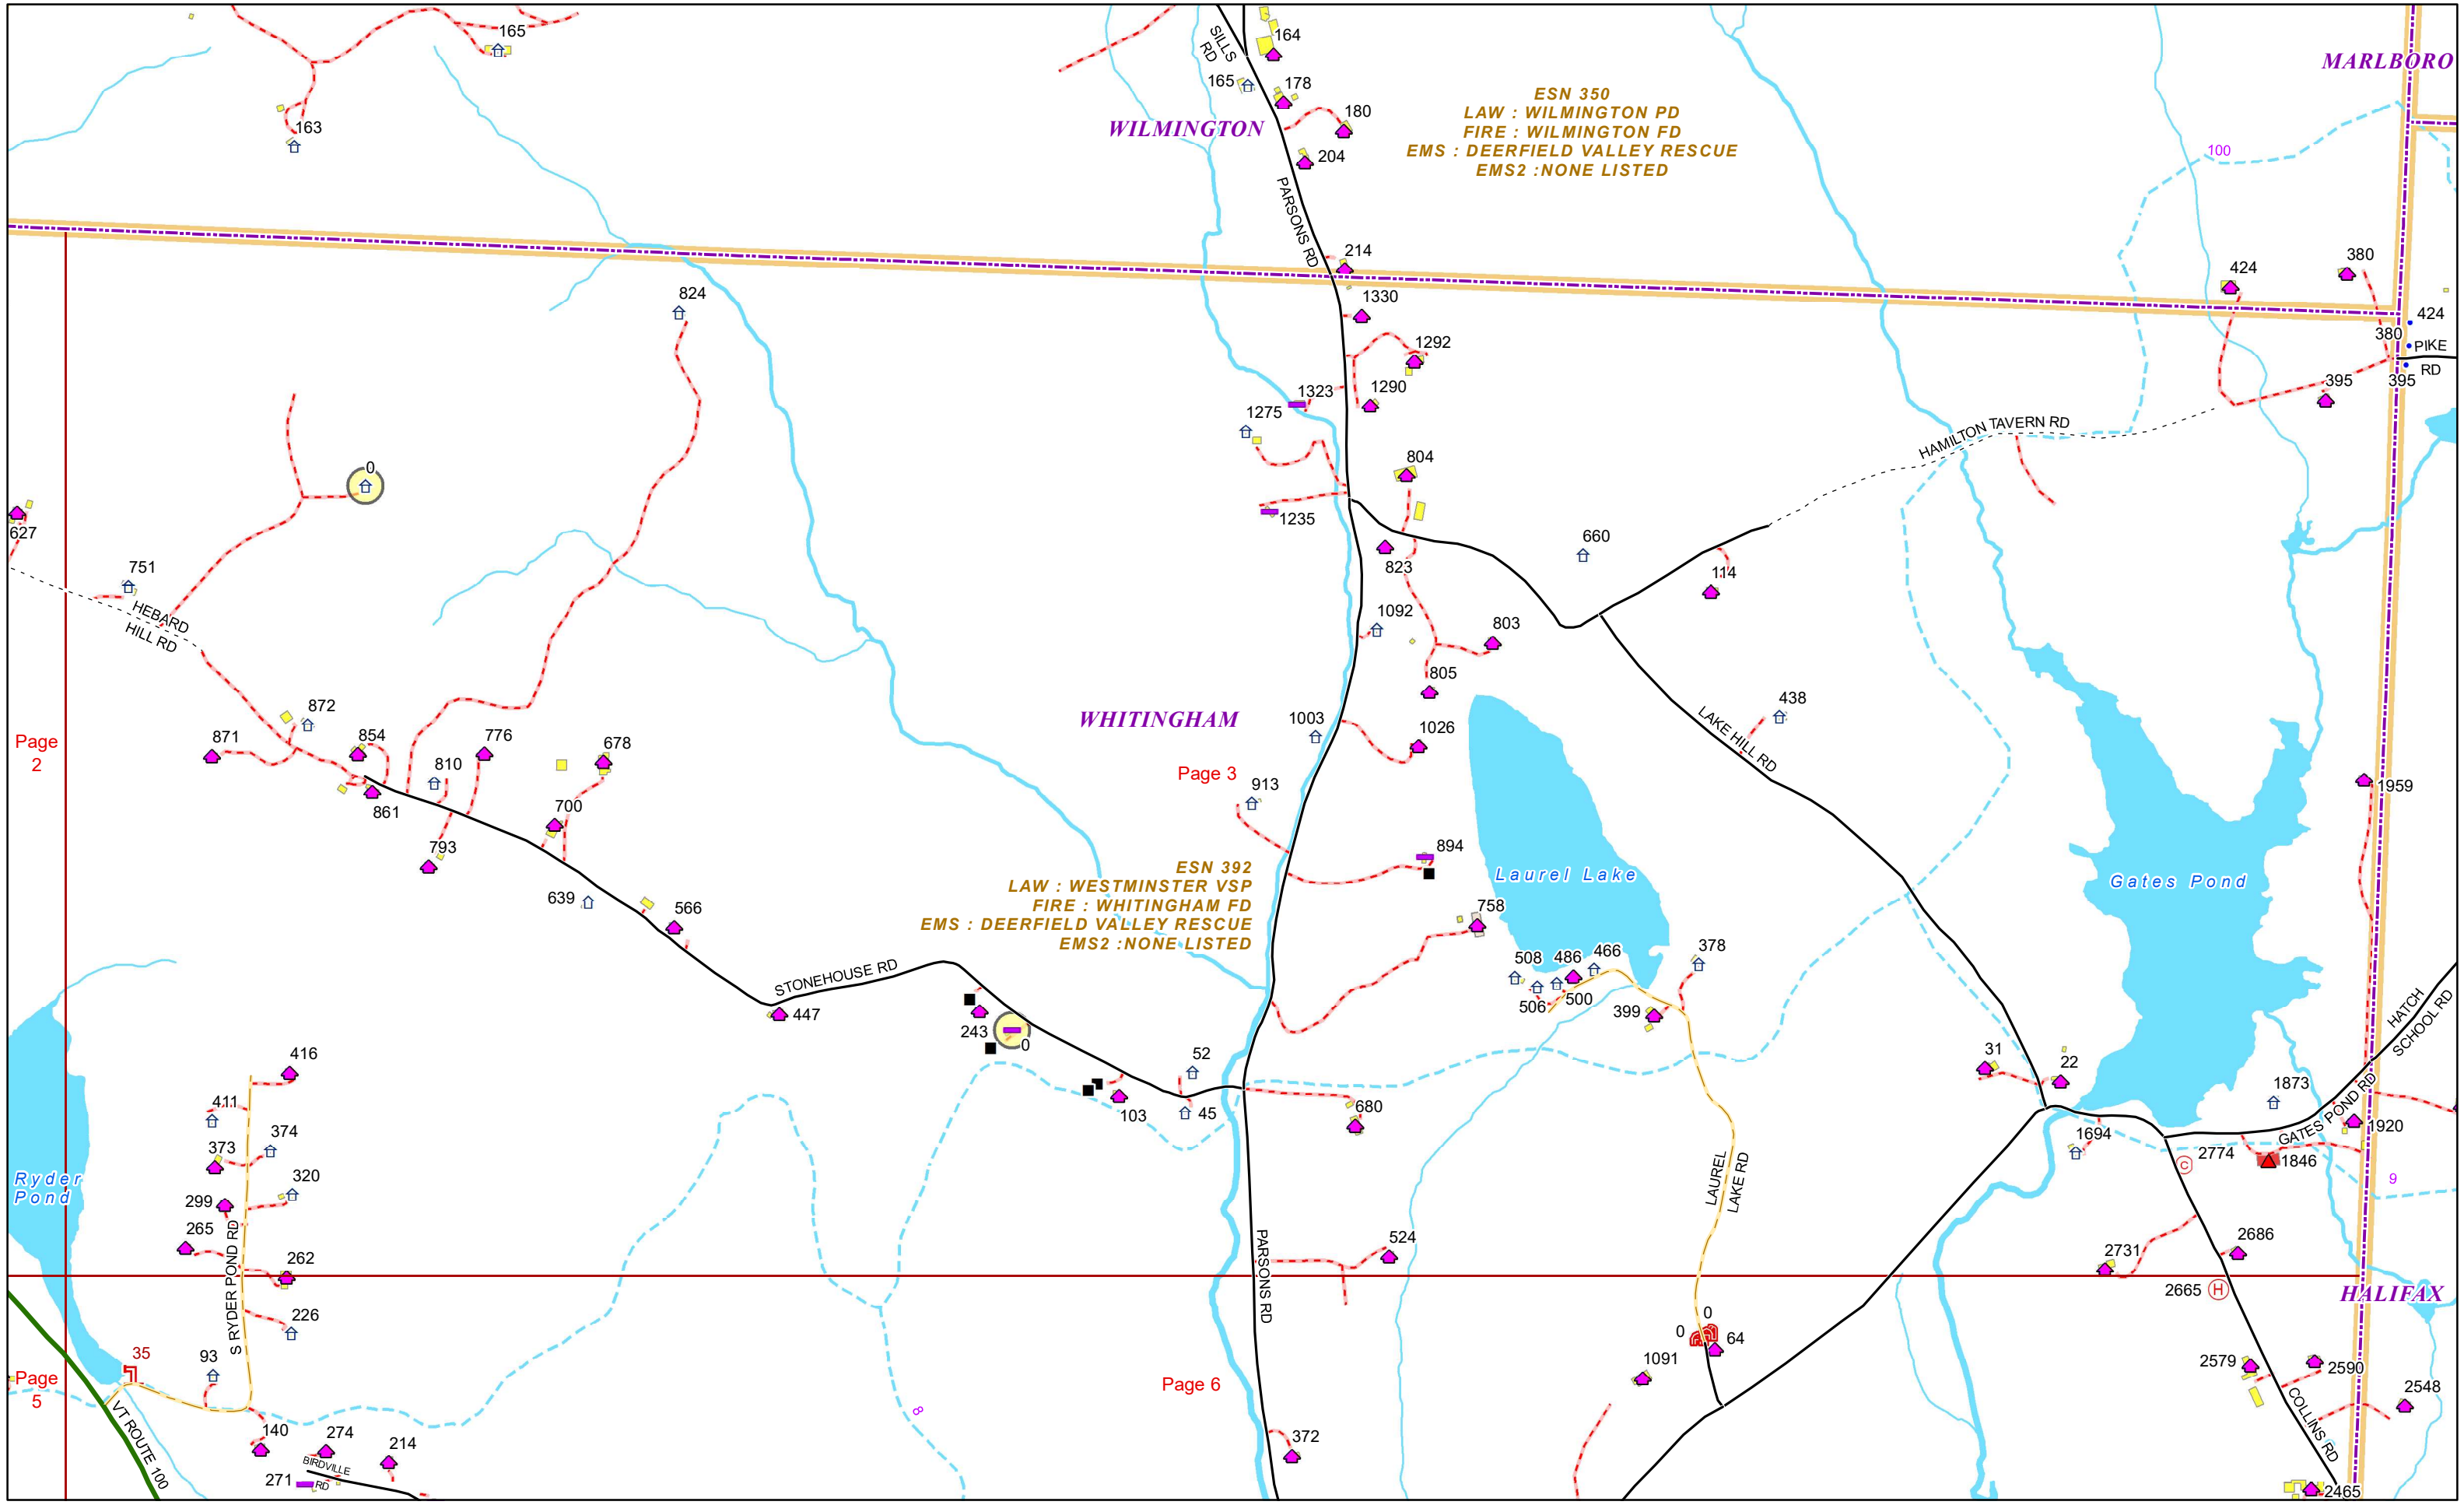 165
163
SILLS
RD
164
165
178
180
204
WILMINGTON
PARSONS RD
214
ESN 350
LAW : WILMINGTON PD
FIRE : WILMINGTON FD
EMS : DEERFIELD VALLEY RESCUE
EMS2 :NONE LISTED
MARLBORO
100
424
380
424
380
PIKE
RD
395
395
824
1330
1292
1323
1290
1275
804
1235
HAMILTON TAVERN RD
0
627
751
HEBARD
HILL RD
660
823
114
1092
803
805
872
871
854
776
678
810
861
700
793
WHITINGHAM
1003
1026
438
LAKE HILL RD
Page
2
Page 3
913
1959
894
Laurel Lake
Gates Pond
ESN 392
LAW : WESTMINSTER VSP
FIRE : WHITINGHAM FD
EMS : DEERFIELD VALLEY RESCUE
EMS2 :NONE LISTED
639
566
758
508
486
466
378
506
500
399
STONEHOUSE RD
447
243
0
HATCH
SCHOOL RD
416
411
374
373
320
299
265
262
226
S RYDER POND RD
Ryder
Pond
52
103
45
680
31
22
1873
GATES POND RD
1920
1694
2774
C
1846
9
LAUREL
LAKE RD
PARSONS RD
524
2731
2686
2665
H
HALIFAX
0
0
64
1091
35
93
Page
5
Page 6
2579
2590
2548
COLLINS RD
VT ROUTE 100
140
274
214
BIRDVILLE
RD
271
8
372
2465